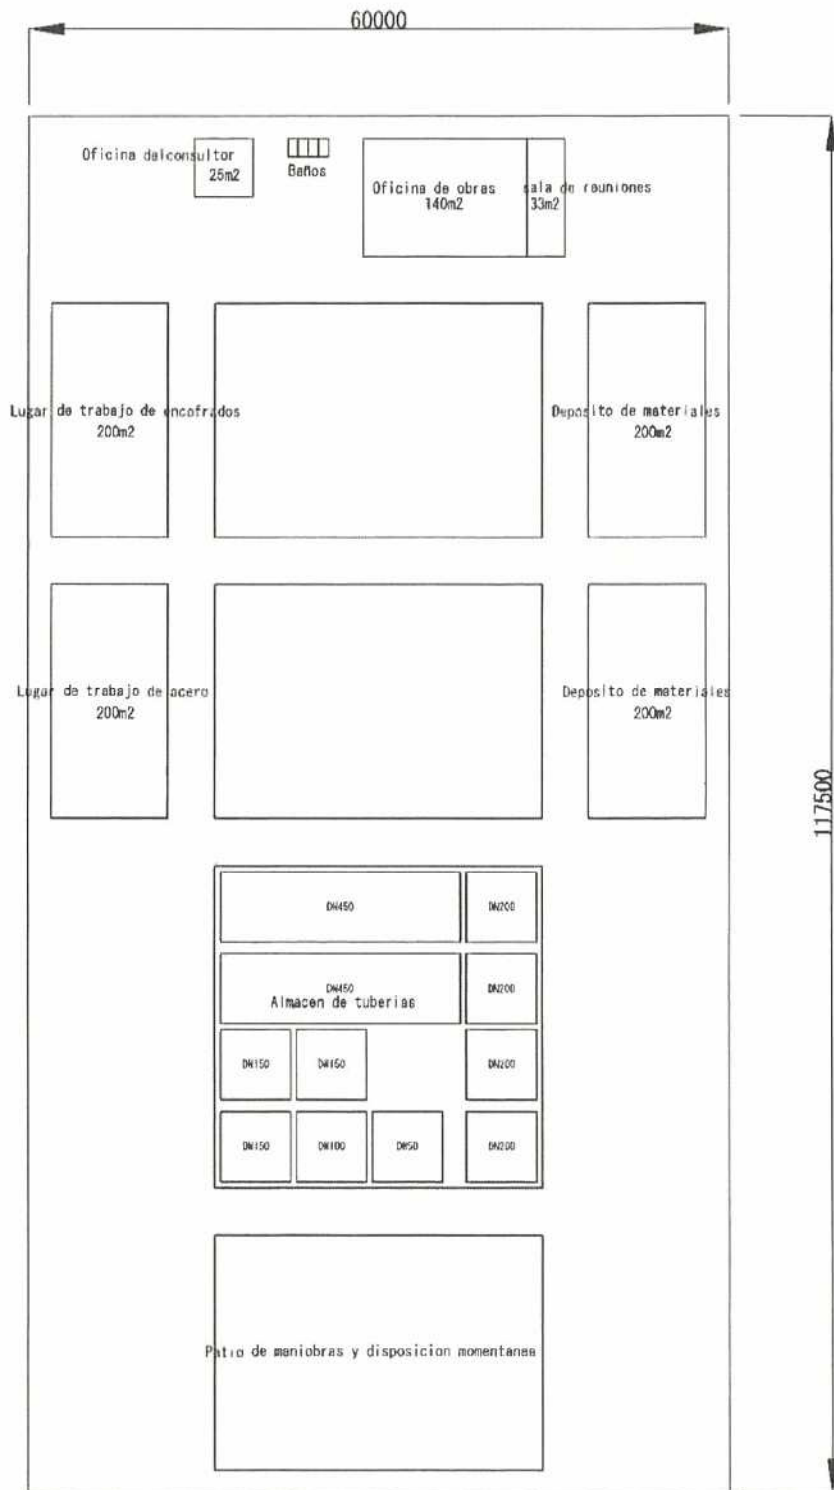 60000
Oficina delconsultor
25m2
Baños
Oficina de obras
140m2
sala de reuniones
33m2
Lugar de trabajo de encofrados
200m2
Deposito de materiales
200m2
Lugar de trabajo de acero
200m2
Deposito de materiales
200m2
117500
DN450
DN200
DN450
DN200
Almacen de tuberias
DN150
DN150
DN200
DN150
DN100
DN50
DN200
Patio de maniobras y disposicion momentanea